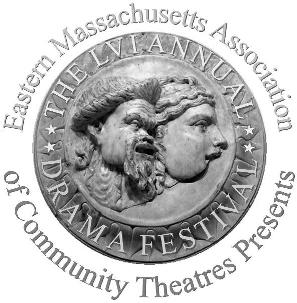 Eastern Massachusetts Association
of Community Theatres Presents
THE LVI ANNUAL
DRAMA FESTIVAL